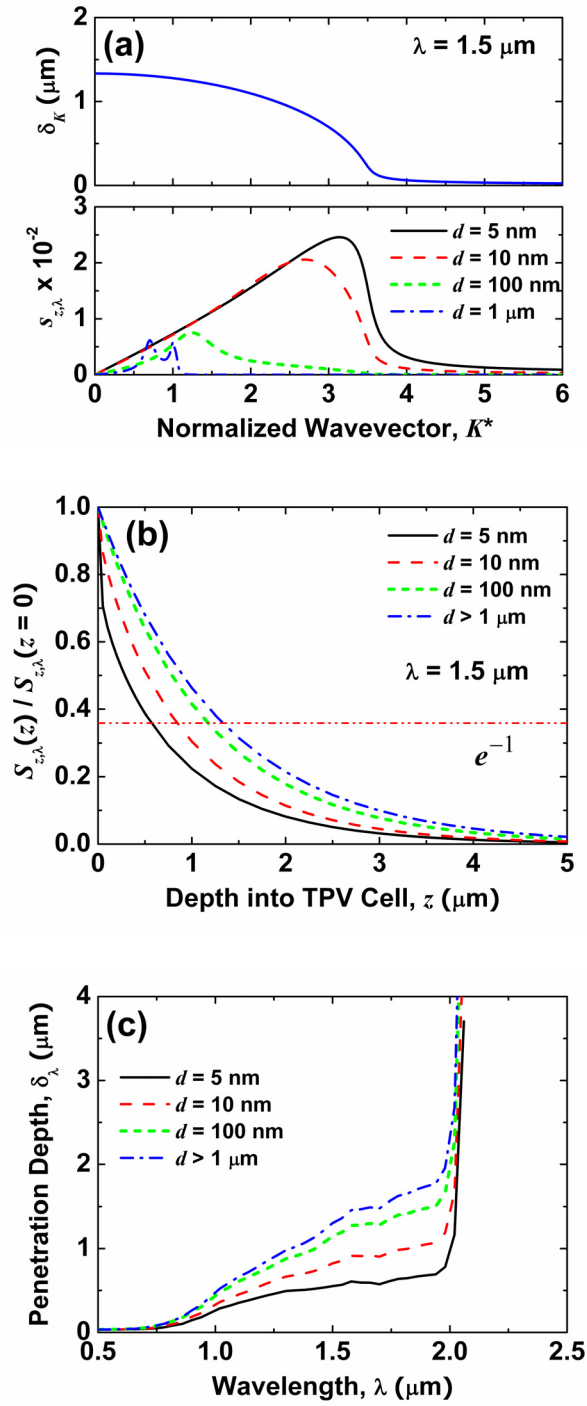 (a)
λ = 1.5 μm
δK (μm)
2
1
0
sz,λ x 10-2
3
2
1
0
d = 5 nm
d = 10 nm
d = 100 nm
d = 1 μm
0 1 2 3 4 5 6
Normalized Wavevector, K*
(b)
Sz,λ(z) / Sz,λ(z = 0)
1.0
0.8
0.6
0.4
0.2
0.0
d = 5 nm
d = 10 nm
d = 100 nm
d > 1 μm
λ = 1.5 μm
e−1
0 1 2 3 4 5
Depth into TPV Cell, z (μm)
(c)
Penetration Depth, δλ (μm)
4
3
2
1
0
d = 5 nm
d = 10 nm
d = 100 nm
d > 1 μm
0.5 1.0 1.5 2.0 2.5
Wavelength, λ (μm)